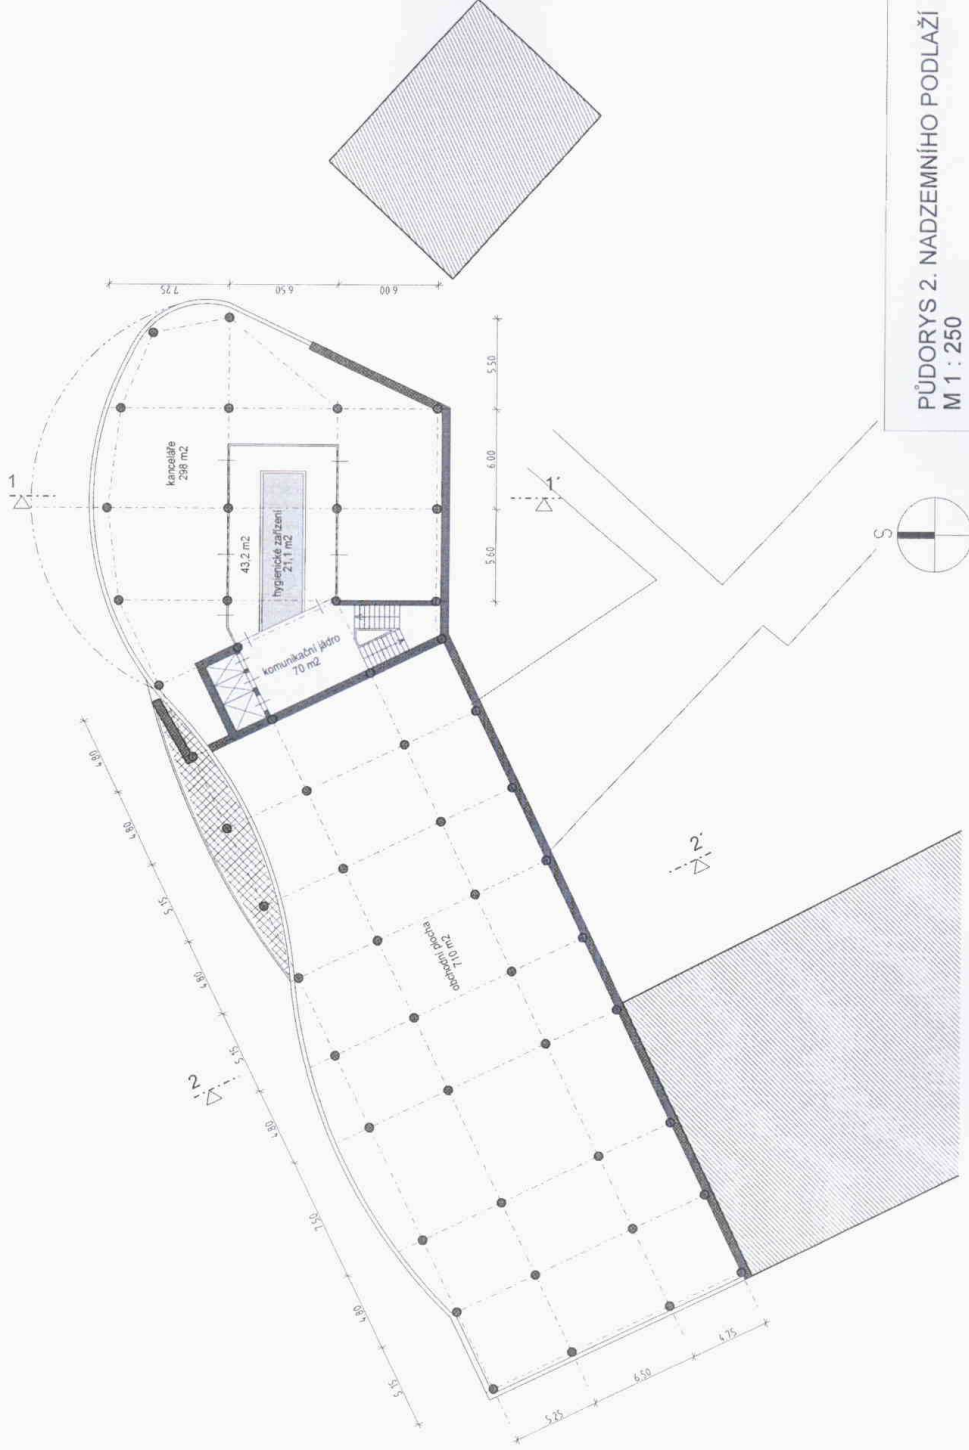 PŮDORYS 2. NADZEMNÍHO PODLAŽÍ
M 1 : 250
1
7.25
6.50
6.00
kanceláře
298 m2
43,2 m2
hygienické zařízení
21,1 m2
komunikační jádro
70 m2
5.50
6.00
5.60
1´
S
4.80
4.80
5.15
4.80
5.15
4.80
7.50
4.80
5.15
2
obchodní plocha
710 m2
2´
5.25
6.50
4.75